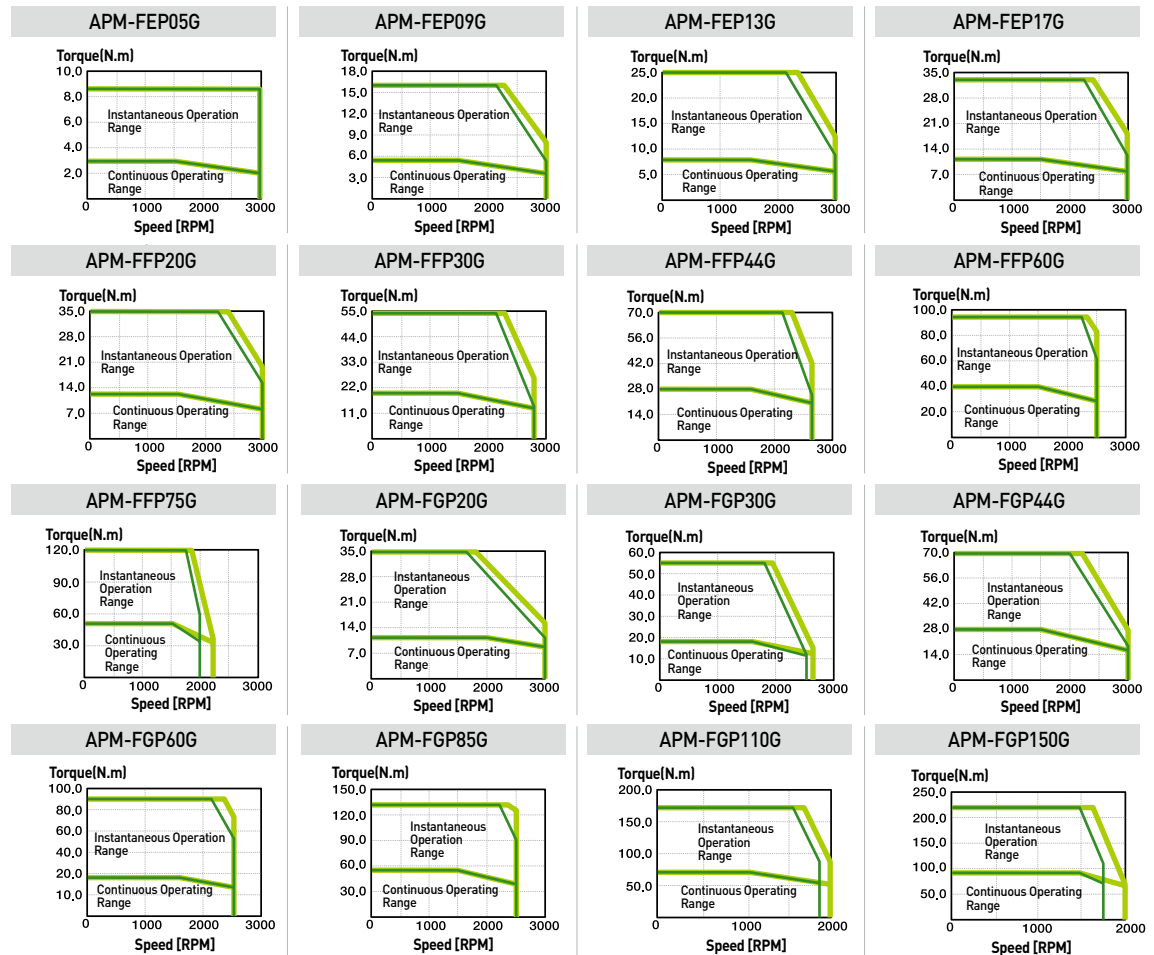 APM-FEP05G
Torque(N.m)
10,0
8,0
6,0
4,0
2,0
Instantaneous Operation
Range
Continuous Operating
Range
0 1000 2000 3000
Speed [RPM]
APM-FEP09G
Torque(N.m)
18,0
15,0
12,0
9,0
6,0
3,0
Instantaneous Operation
Range
Continuous Operating
Range
0 1000 2000 3000
Speed [RPM]
APM-FEP13G
Torque(N.m)
25,0
20,0
15,0
10,0
5,0
Instantaneous Operation
Range
Continuous Operating
Range
0 1000 2000 3000
Speed [RPM]
APM-FEP17G
Torque(N.m)
35,0
28,0
21,0
14,0
7,0
Instantaneous Operation
Range
Continuous Operating
Range
0 1000 2000 3000
Speed [RPM]
APM-FFP20G
Torque(N.m)
35,0
28,0
21,0
14,0
7,0
Instantaneous Operation
Range
Continuous Operating
Range
0 1000 2000 3000
Speed [RPM]
APM-FFP30G
Torque(N.m)
55,0
44,0
33,0
22,0
11,0
Instantaneous Operation
Range
Continuous Operating
Range
0 1000 2000 3000
Speed [RPM]
APM-FFP44G
Torque(N.m)
70,0
56,0
42,0
28,0
14,0
Instantaneous Operation
Range
Continuous Operating
Range
0 1000 2000 3000
Speed [RPM]
APM-FFP60G
Torque(N.m)
100,0
80,0
60,0
40,0
20,0
Instantaneous Operation
Range
Continuous Operating
Range
0 1000 2000 3000
Speed [RPM]
APM-FFP75G
Torque(N.m)
120,0
90,0
60,0
30,0
Instantaneous
Operation
Range
Continuous
Operating
Range
0 1000 2000 3000
Speed [RPM]
APM-FGP20G
Torque(N.m)
35,0
28,0
21,0
14,0
7,0
Instantaneous
Operation
Range
Continuous Operating
Range
0 1000 2000 3000
Speed [RPM]
APM-FGP30G
Torque(N.m)
60,0
50,0
40,0
30,0
20,0
10,0
Instantaneous
Operation
Range
Continuous Operating
Range
0 1000 2000 3000
Speed [RPM]
APM-FGP44G
Torque(N.m)
70,0
56,0
42,0
28,0
14,0
Instantaneous
Operation
Range
Continuous Operating
Range
0 1000 2000 3000
Speed [RPM]
APM-FGP60G
Torque(N.m)
100,0
80,0
60,0
40,0
20,0
10,0
Instantaneous Operation
Range
Continuous Operating
Range
0 1000 2000 3000
Speed [RPM]
APM-FGP85G
Torque(N.m)
150,0
120,0
90,0
60,0
30,0
Instantaneous
Operation
Range
Continuous Operating
Range
0 1000 2000 3000
Speed [RPM]
APM-FGP110G
Torque(N.m)
200,0
150,0
100,0
50,0
Instantaneous
Operation
Range
Continuous Operating
Range
0 1000 2000
Speed [RPM]
APM-FGP150G
Torque(N.m)
250,0
200,0
150,0
100,0
50,0
Instantaneous
Operation
Range
Continuous Operating
Range
0 1000 2000
Speed [RPM]